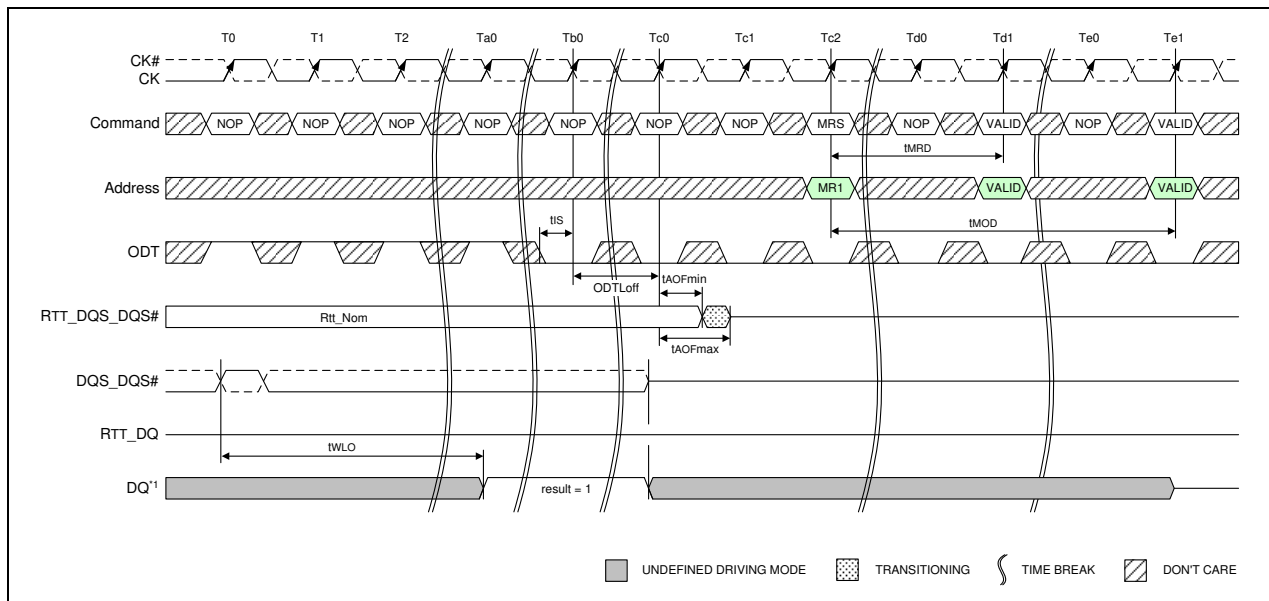 T0 T1 T2 Ta0 Tb0 Tc0 Tc1 Tc2 Td0 Td1 Te0 Te1
CK#
CK
Command NOP NOP NOP NOP NOP NOP NOP MRS NOP VALID NOP VALID
tMRD
Address MR1 VALID VALID
tIS
tMOD
ODT
tAOFmin
ODTLoff
RTT_DQS_DQS# Rtt_Nom
tAOFmax
DQS_DQS#
RTT_DQ
tWLO
DQ*1 result = 1
UNDEFINED DRIVING MODE TRANSITIONING TIME BREAK DON'T CARE